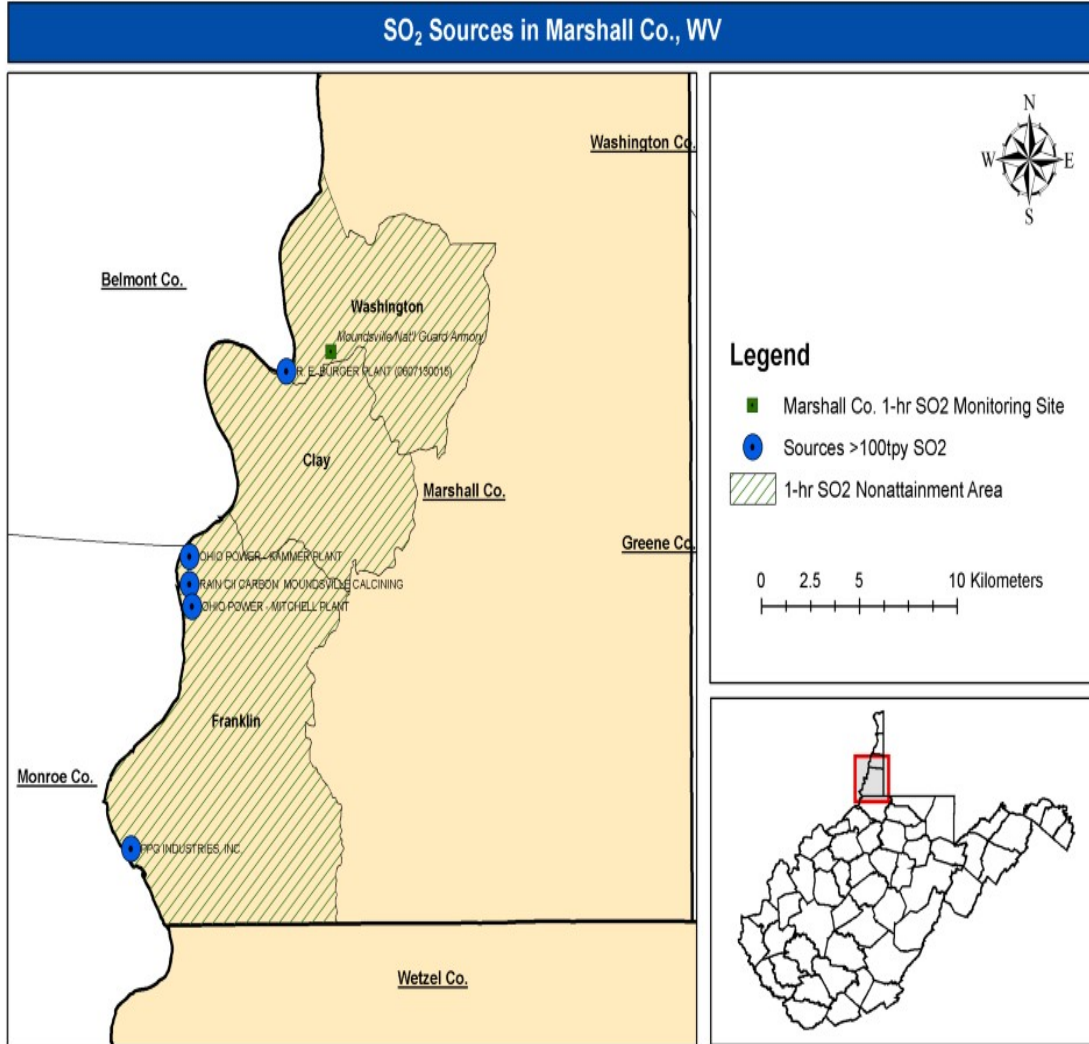 SO₂ Sources in Marshall Co., WV
Washington Co.
Belmont Co.
Washington
Moundsville/Nat'l Guard Armory
R. E. BURGER PLANT (0607130015)
Clay
Marshall Co.
Greene Co.
OHIO POWER - KAMMER PLANT
RAIN CII CARBON MOUNDSVILLE CALCINING
OHIO POWER - MITCHELL PLANT
Franklin
Monroe Co.
PPG INDUSTRIES, INC.
Wetzel Co.
N
W E
S
Legend
Marshall Co. 1-hr SO2 Monitoring Site
Sources >100tpy SO2
1-hr SO2 Nonattainment Area
0 2.5 5 10 Kilometers